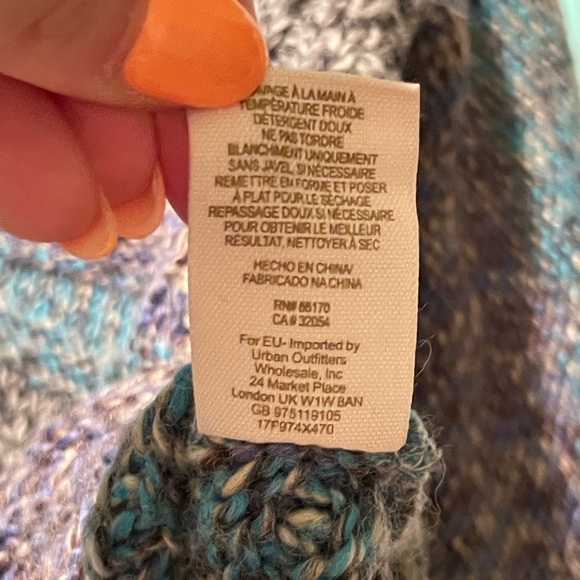 LAVAGE À LA MAIN À
TEMPÉRATURE FROIDE
DÉTERGENT DOUX
NE PAS TORDRE
BLANCHIMENT UNIQUEMENT
SANS JAVEL SI NÉCESSAIRE
REMETTRE EN FORME ET POSER
À PLAT POUR LE SÉCHAGE
REPASSAGE DOUX SI NÉCESSAIRE
POUR OBTENIR LE MEILLEUR
RÉSULTAT, NETTOYER À SEC
HECHO EN CHINA/
FABRICADO NA CHINA
RN# 66170
CA# 32054
For EU- Imported by
Urban Outfitters
Wholesale, Inc
24 Market Place
London UK W1W 8AN
GB 975119105
17F974X470